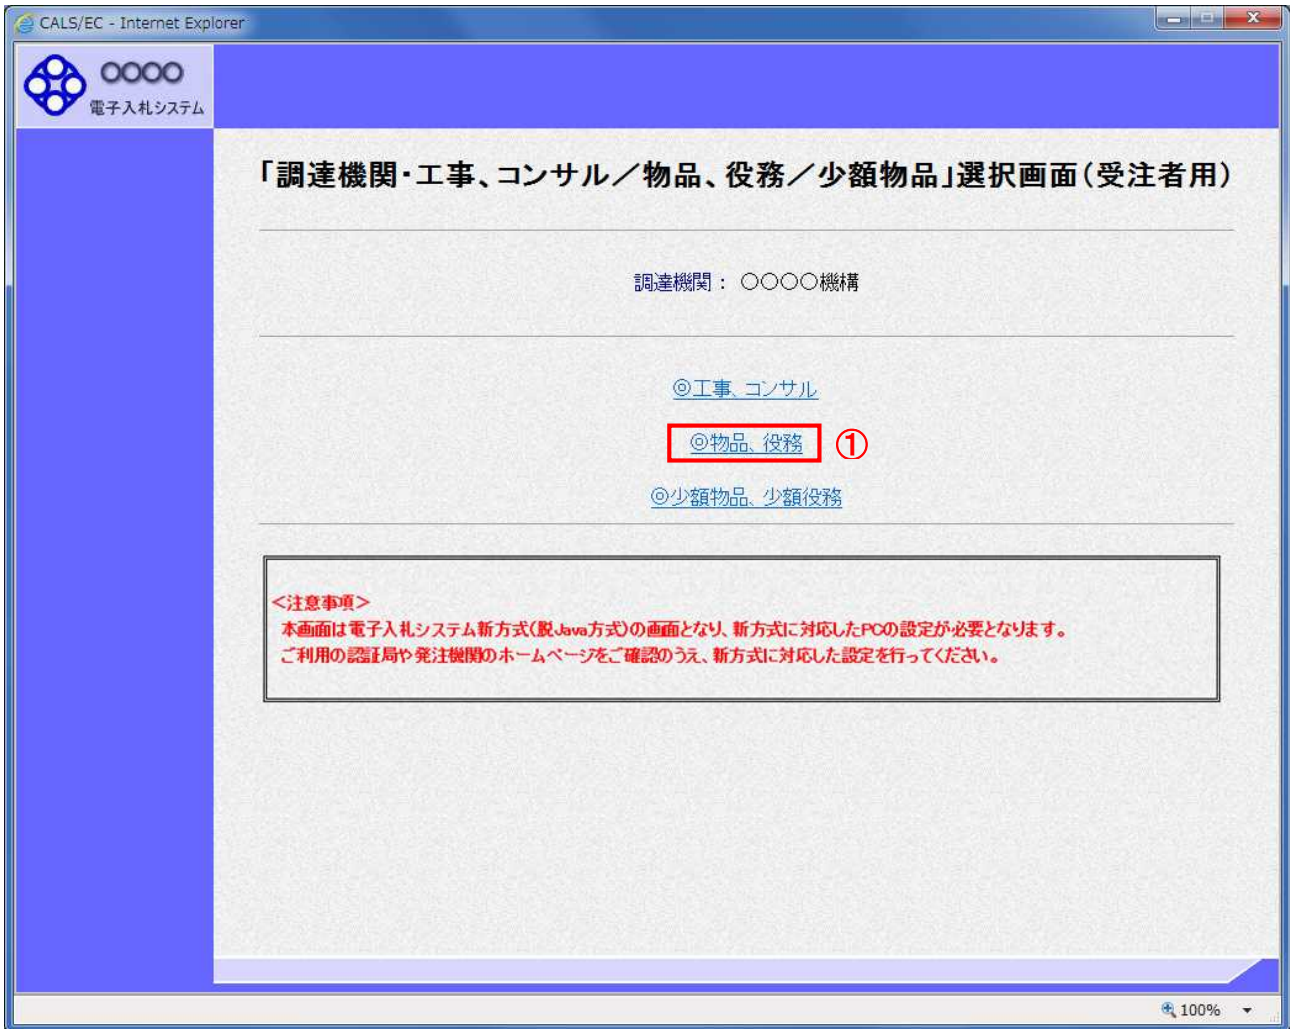 CALS/EC - Internet Explorer
〇〇〇〇
電子入札システム
「調達機関・工事、コンサル／物品、役務／少額物品」選択画面（受注者用）
調達機関： 〇〇〇〇機構
◎工事、コンサル
◎物品、役務 ①
◎少額物品、少額役務
＜注意事項＞
本画面は電子入札システム新方式(脱Java方式)の画面となり、新方式に対応したPCの設定が必要となります。
ご利用の認証局や発注機関のホームページをご確認のうえ、新方式に対応した設定を行ってください。
100%